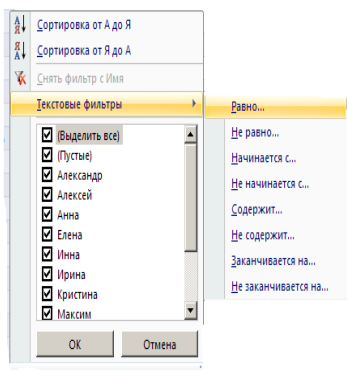 Сортировка от А до Я
Сортировка от Я до А
Снять фильтр с Имя
Текстовые фильтры
(Выделить все)
(Пустые)
Александр
Алексей
Анна
Елена
Инна
Ирина
Кристина
Максим
ОК
Отмена
Равно...
Не равно...
Начинается с...
Не начинается с...
Содержит...
Не содержит...
Заканчивается на...
Не заканчивается на...